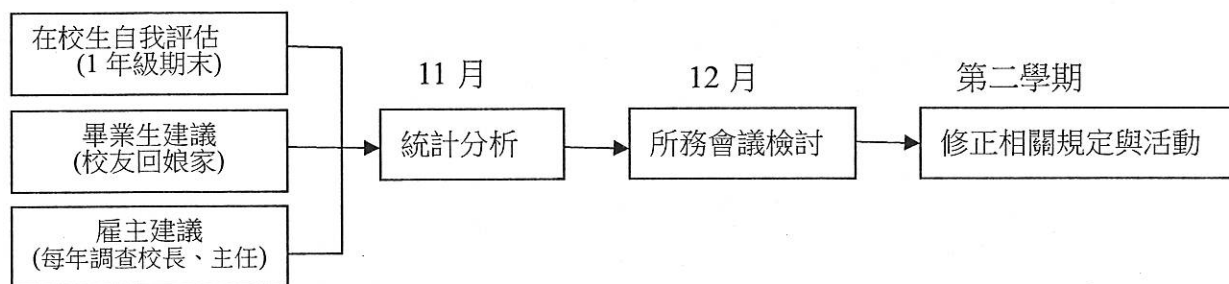 在校生自我評估
(1 年級期末)
畢業生建議
(校友回娘家)
雇主建議
(每年調查校長、主任)
11 月
統計分析
12 月
所務會議檢討
第二學期
修正相關規定與活動